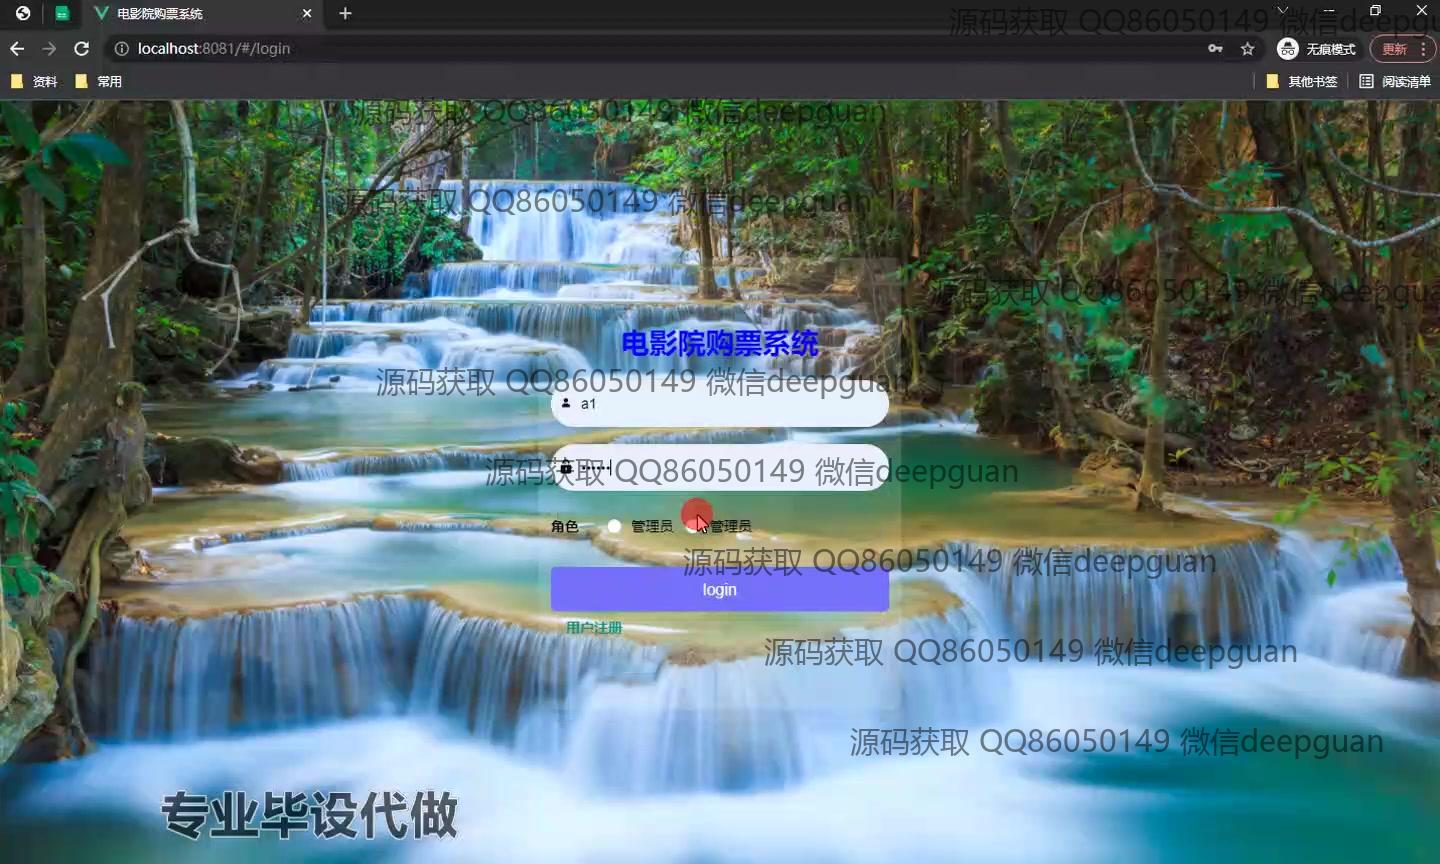 电影院购票系统
源码获取 QQ86050149 微信deepgu
localhost:8081/#/login
无痕模式
更新
资料
常用
其他书签
阅读清单
源码获取 QQ86050149 微信deepguan
源码获取 QQ86050149 微信deepguan
源码获取 QQ86050149 微信deepgua
电影院购票系统
源码获取 QQ86050149 微信deepguan
a1
源码获取 QQ86050149 微信deepguan
角色 管理员 管理员
源码获取 QQ86050149 微信deepguan
login
用户注册
源码获取 QQ86050149 微信deepguan
源码获取 QQ86050149 微信deepguan
专业毕设代做